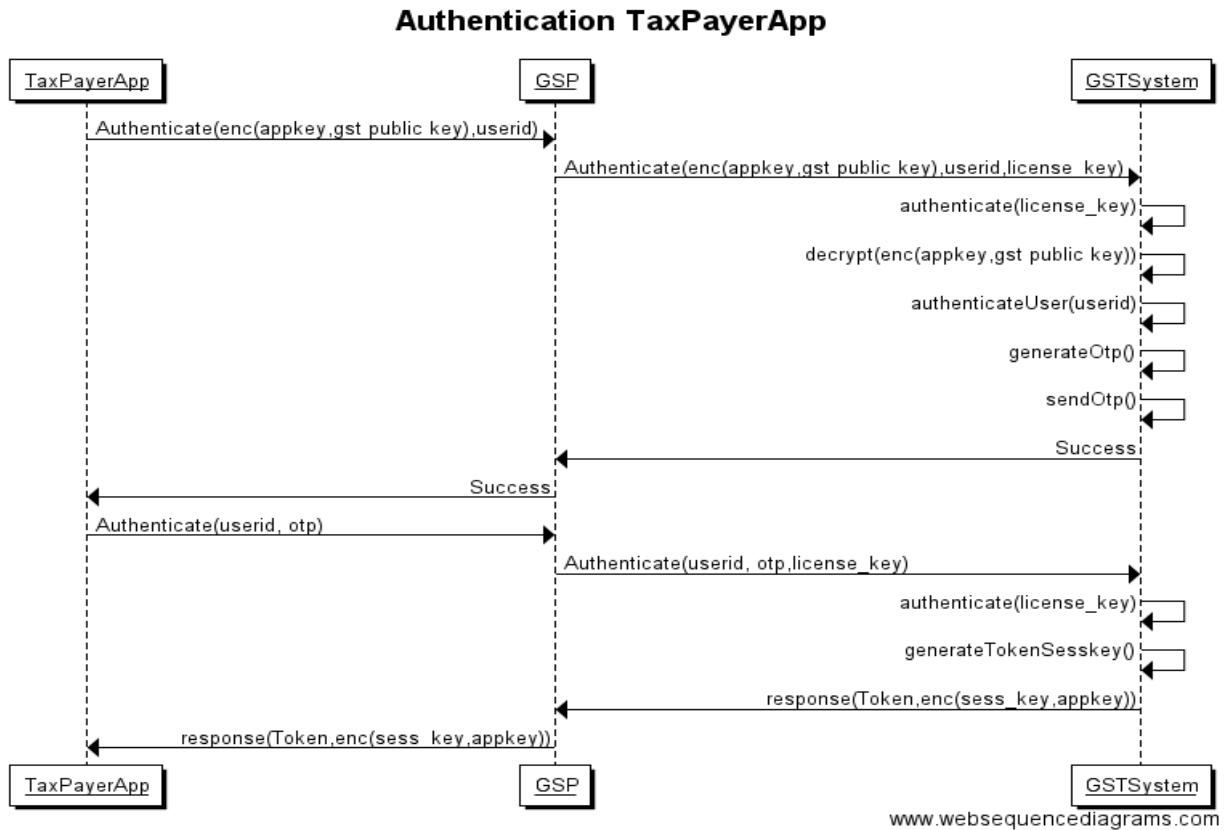 Authentication TaxPayerApp
TaxPayerApp GSP GSTSystem
Authenticate(enc(appkey,gst public key),userid)
Authenticate(enc(appkey,gst public key),userid,license_key)
authenticate(license_key)
decrypt(enc(appkey,gst public key))
authenticateUser(userid)
generateOtp()
sendOtp()
Success
Success
Authenticate(userid, otp)
Authenticate(userid, otp,license_key)
authenticate(license_key)
generateTokenSesskey()
response(Token,enc(sess_key,appkey))
response(Token,enc(sess_key,appkey))
TaxPayerApp GSP GSTSystem
www.websequencediagrams.com